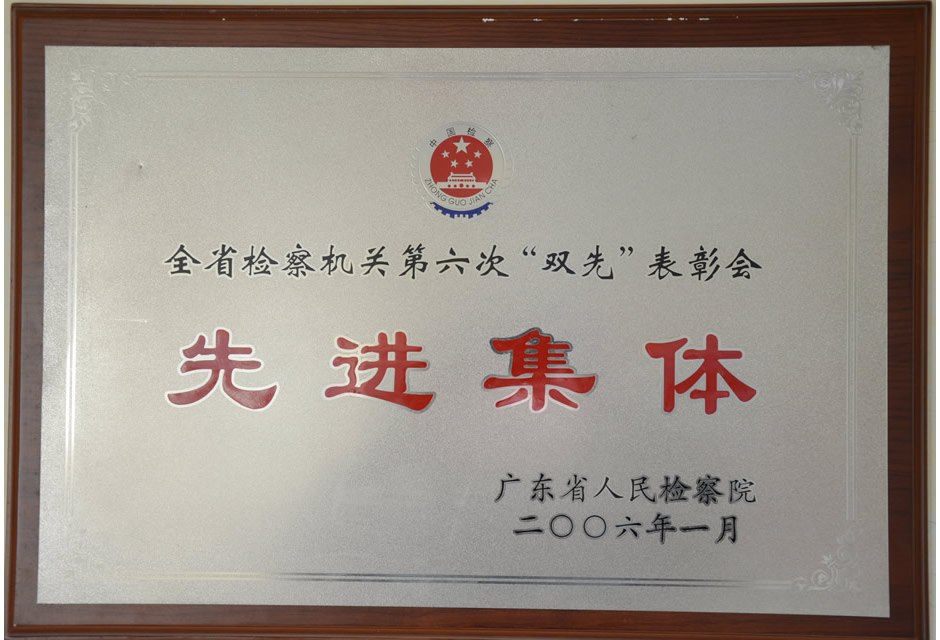 中国检察
ZHONG GUO JIAN CHA
全省检察机关第六次“双先”表彰会
先进集体
广东省人民检察院
二〇〇六年一月